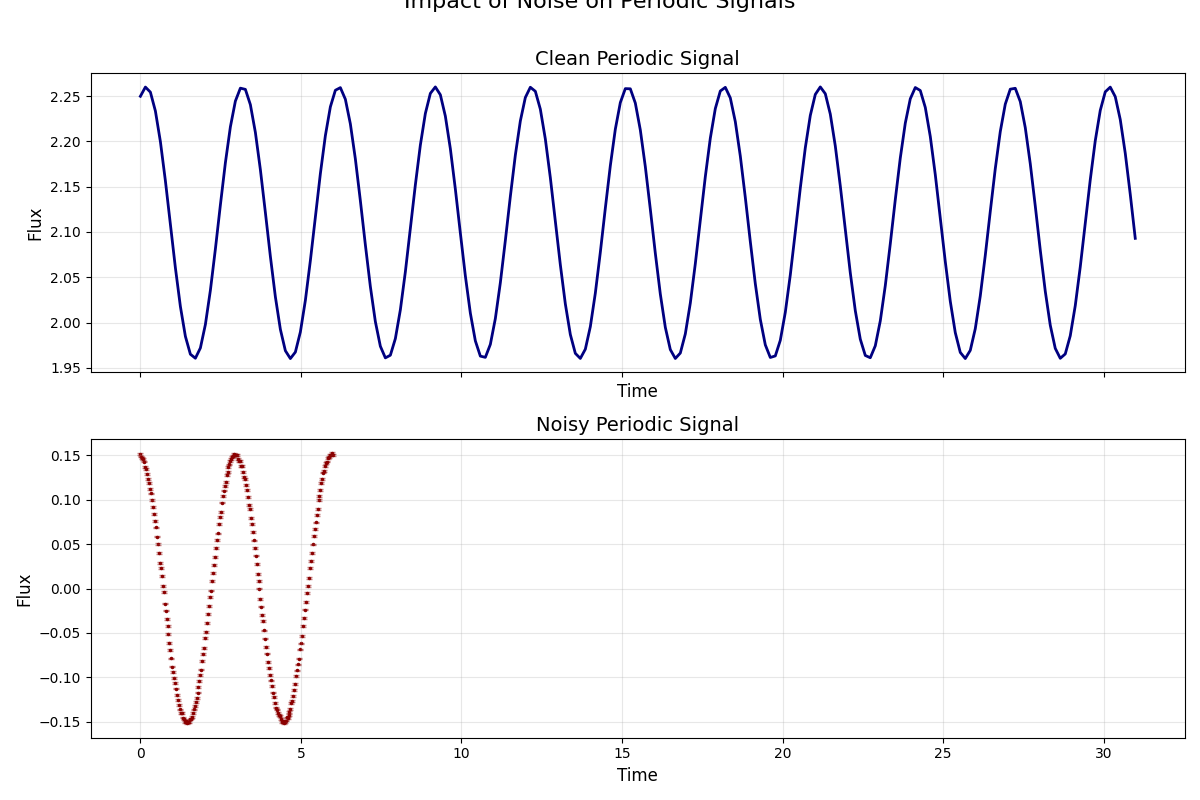 Impact of Noise on Periodic Signals
Clean Periodic Signal
2.25
2.20
2.15
2.10
2.05
2.00
1.95
Flux
Time
Noisy Periodic Signal
0.15
0.10
0.05
0.00
−0.05
−0.10
−0.15
Flux
0 5 10 15 20 25 30
Time